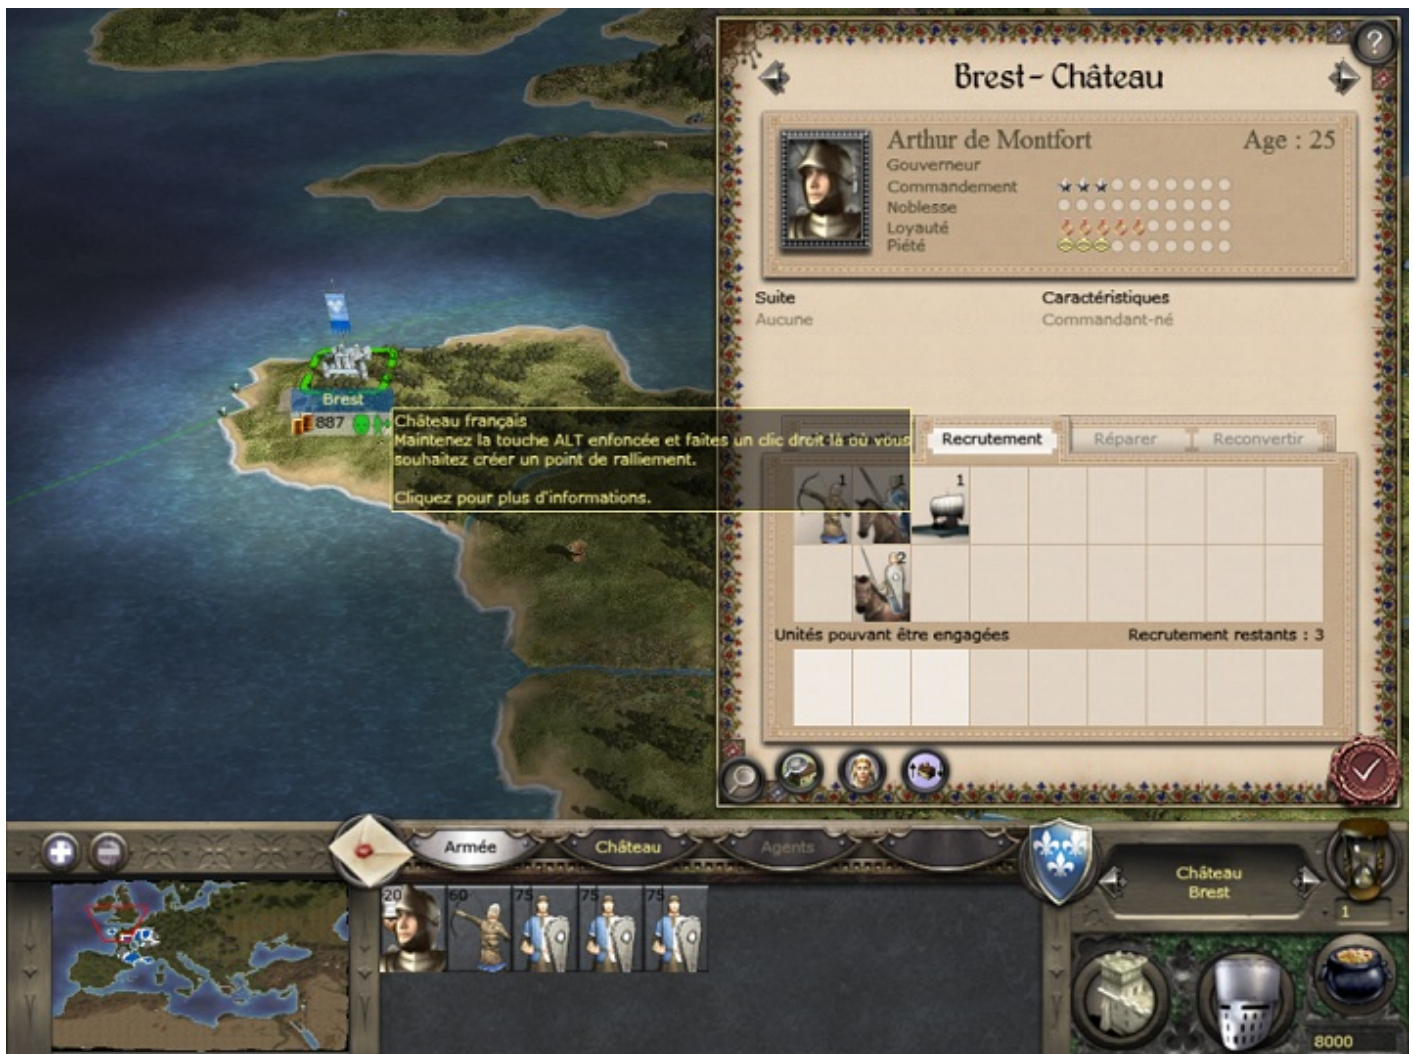 Brest - Château
Arthur de Montfort
Age : 25
Gouverneur
Commandement
Noblesse
Loyauté
Piété
Suite
Caractéristiques
Aucune
Commandant-né
Brest
887
Château français
Maintenez la touche ALT enfoncée et faites un clic droit là où vous
souhaitez créer un point de ralliement.
Cliquez pour plus d'informations.
Recrutement
Réparer
Reconvertir
1
1
1
2
Unités pouvant être engagées
Recrutement restants : 3
Armée
Château
Agents
Château
Brest
1
20
60
75
75
75
8000
?